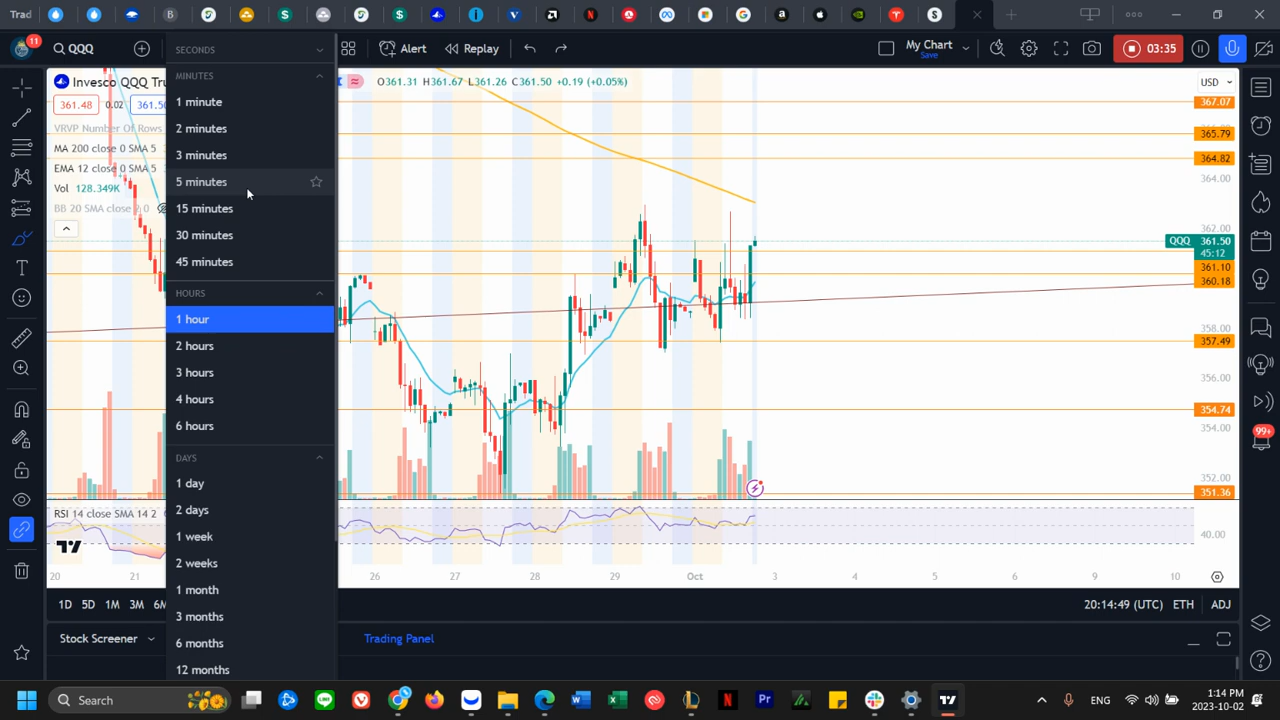 Trad
11
QQQ
Alert
Replay
My Chart
Save
03:35
SECONDS
MINUTES
1 minute
2 minutes
3 minutes
5 minutes
15 minutes
30 minutes
45 minutes
HOURS
1 hour
2 hours
3 hours
4 hours
6 hours
DAYS
1 day
2 days
1 week
2 weeks
1 month
3 months
6 months
12 months
Invesco QQQ Tru
O361.31 H361.67 L361.26 C361.50 +0.19 (+0.05%)
361.48 0.02 361.50
VRVP Number Of Rows
MA 200 close 0 SMA 5
EMA 12 close 0 SMA 5
Vol 128.349K
BB 20 SMA close 2 0
USD
367.07
365.79
364.82
364.00
362.00
QQQ 361.50
45:12
361.10
360.18
358.00
357.49
356.00
354.74
354.00
352.00
351.36
RSI 14 close SMA 14 2
40.00
20 21 26 27 28 29 Oct 3 4 5 6 9 10
99+
1D 5D 1M 3M 6M
20:14:49 (UTC) ETH ADJ
Stock Screener
Trading Panel
Search
ENG
1:14 PM
2023-10-02